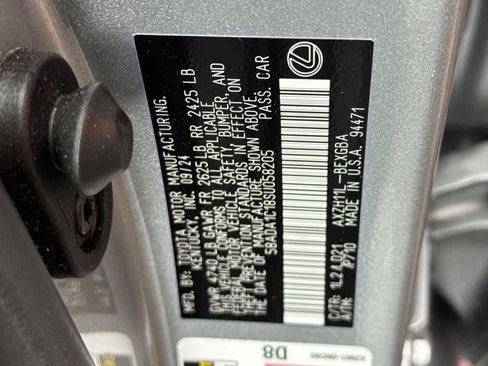 MFD. BY: TOYOTA MOTOR MANUFACTURING,
KENTUCKY, INC. 09/24
GVWR 4740 LB GAWR FR 2625 LB RR 2425 LB
THIS VEHICLE CONFORMS TO ALL APPLICABLE
FEDERAL MOTOR VEHICLE SAFETY, BUMPER, AND
THEFT PREVENTION STANDARDS IN EFFECT ON
THE DATE OF MANUFACTURE SHOWN ABOVE.
58ADA1C18SU058205 PASS. CAR
C/TR: 1L2 /LD21 AXZH11L-BEXGBA
/P710 MADE IN U.S.A. 94471
D8